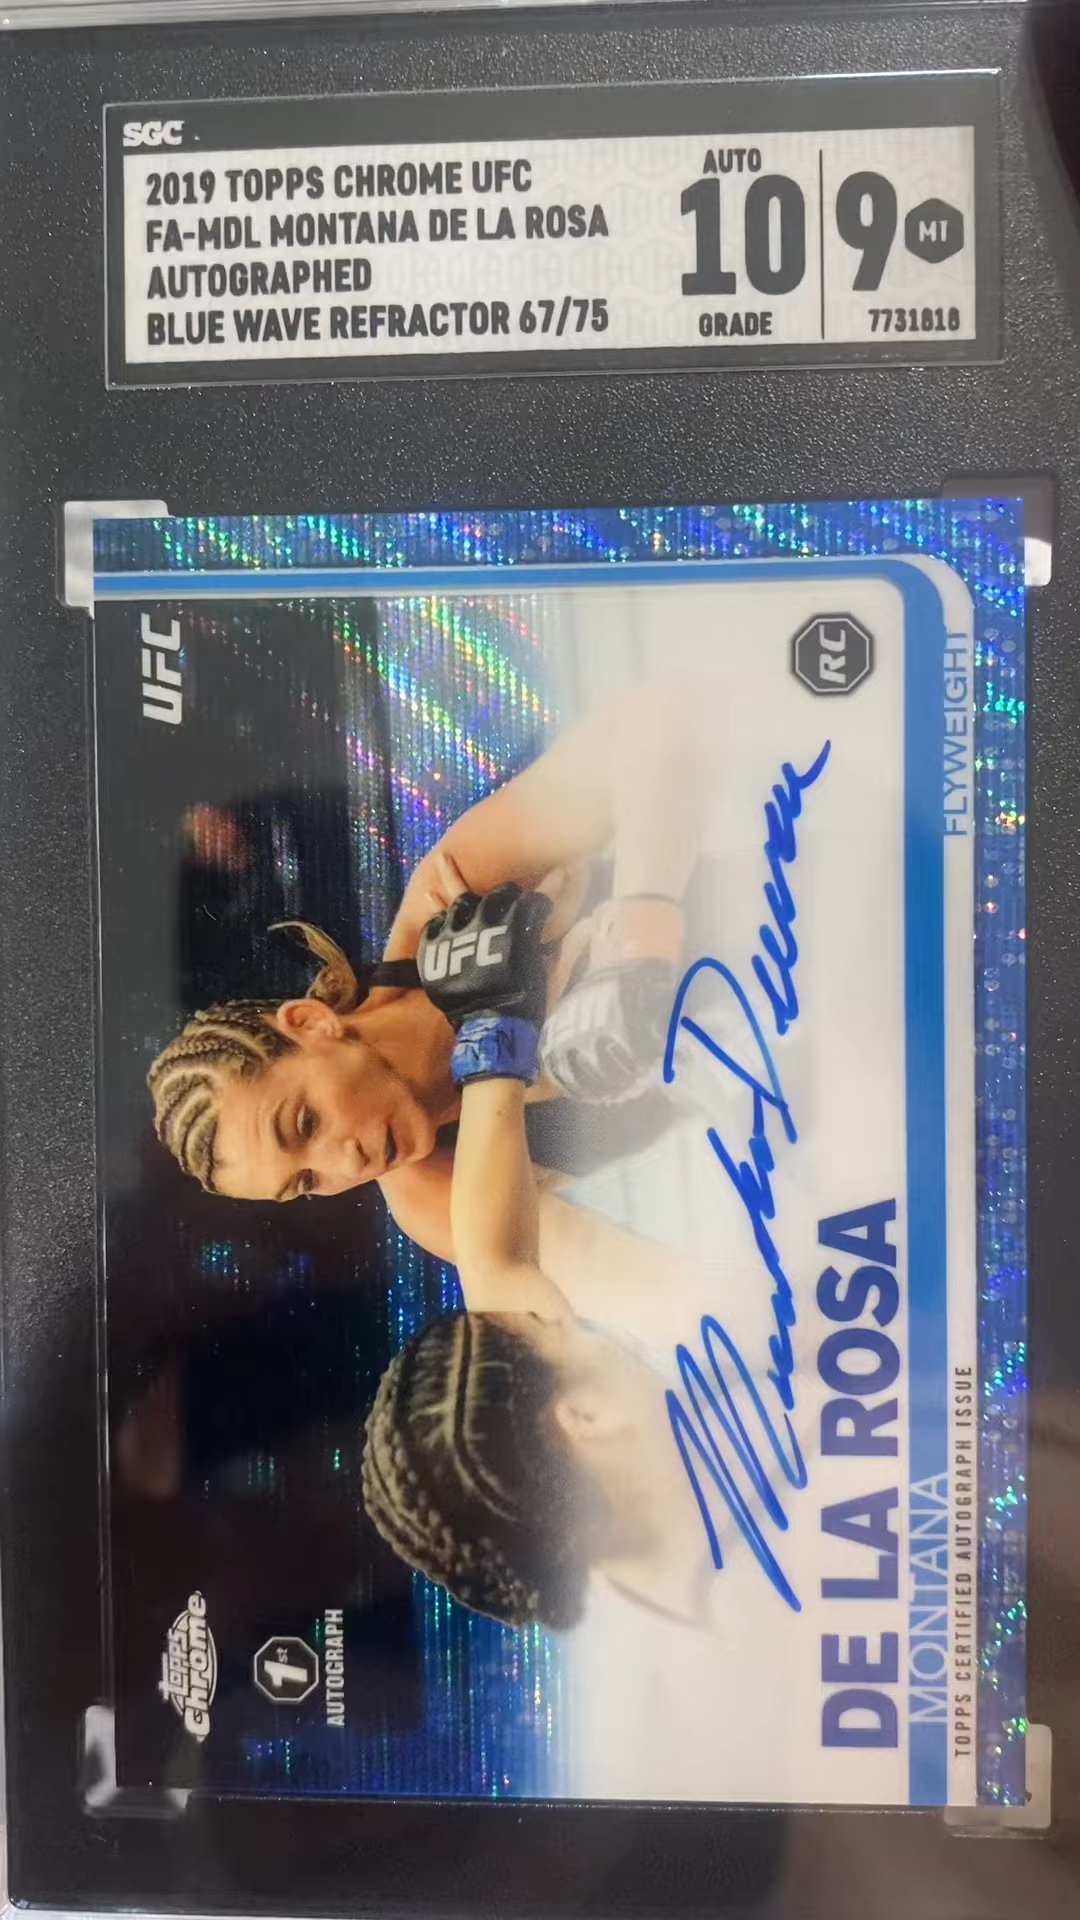 SGC
2019 TOPPS CHROME UFC
FA-MDL MONTANA DE LA ROSA
AUTOGRAPHED
BLUE WAVE REFRACTOR 67/75
AUTO
10
GRADE
9
MT
7731818
UFC
RC
FLYWEIGHT
UFC
DE LA ROSA
MONTANA
TOPPS CERTIFIED AUTOGRAPH ISSUE
Topps
Chrome
1st
AUTOGRAPH